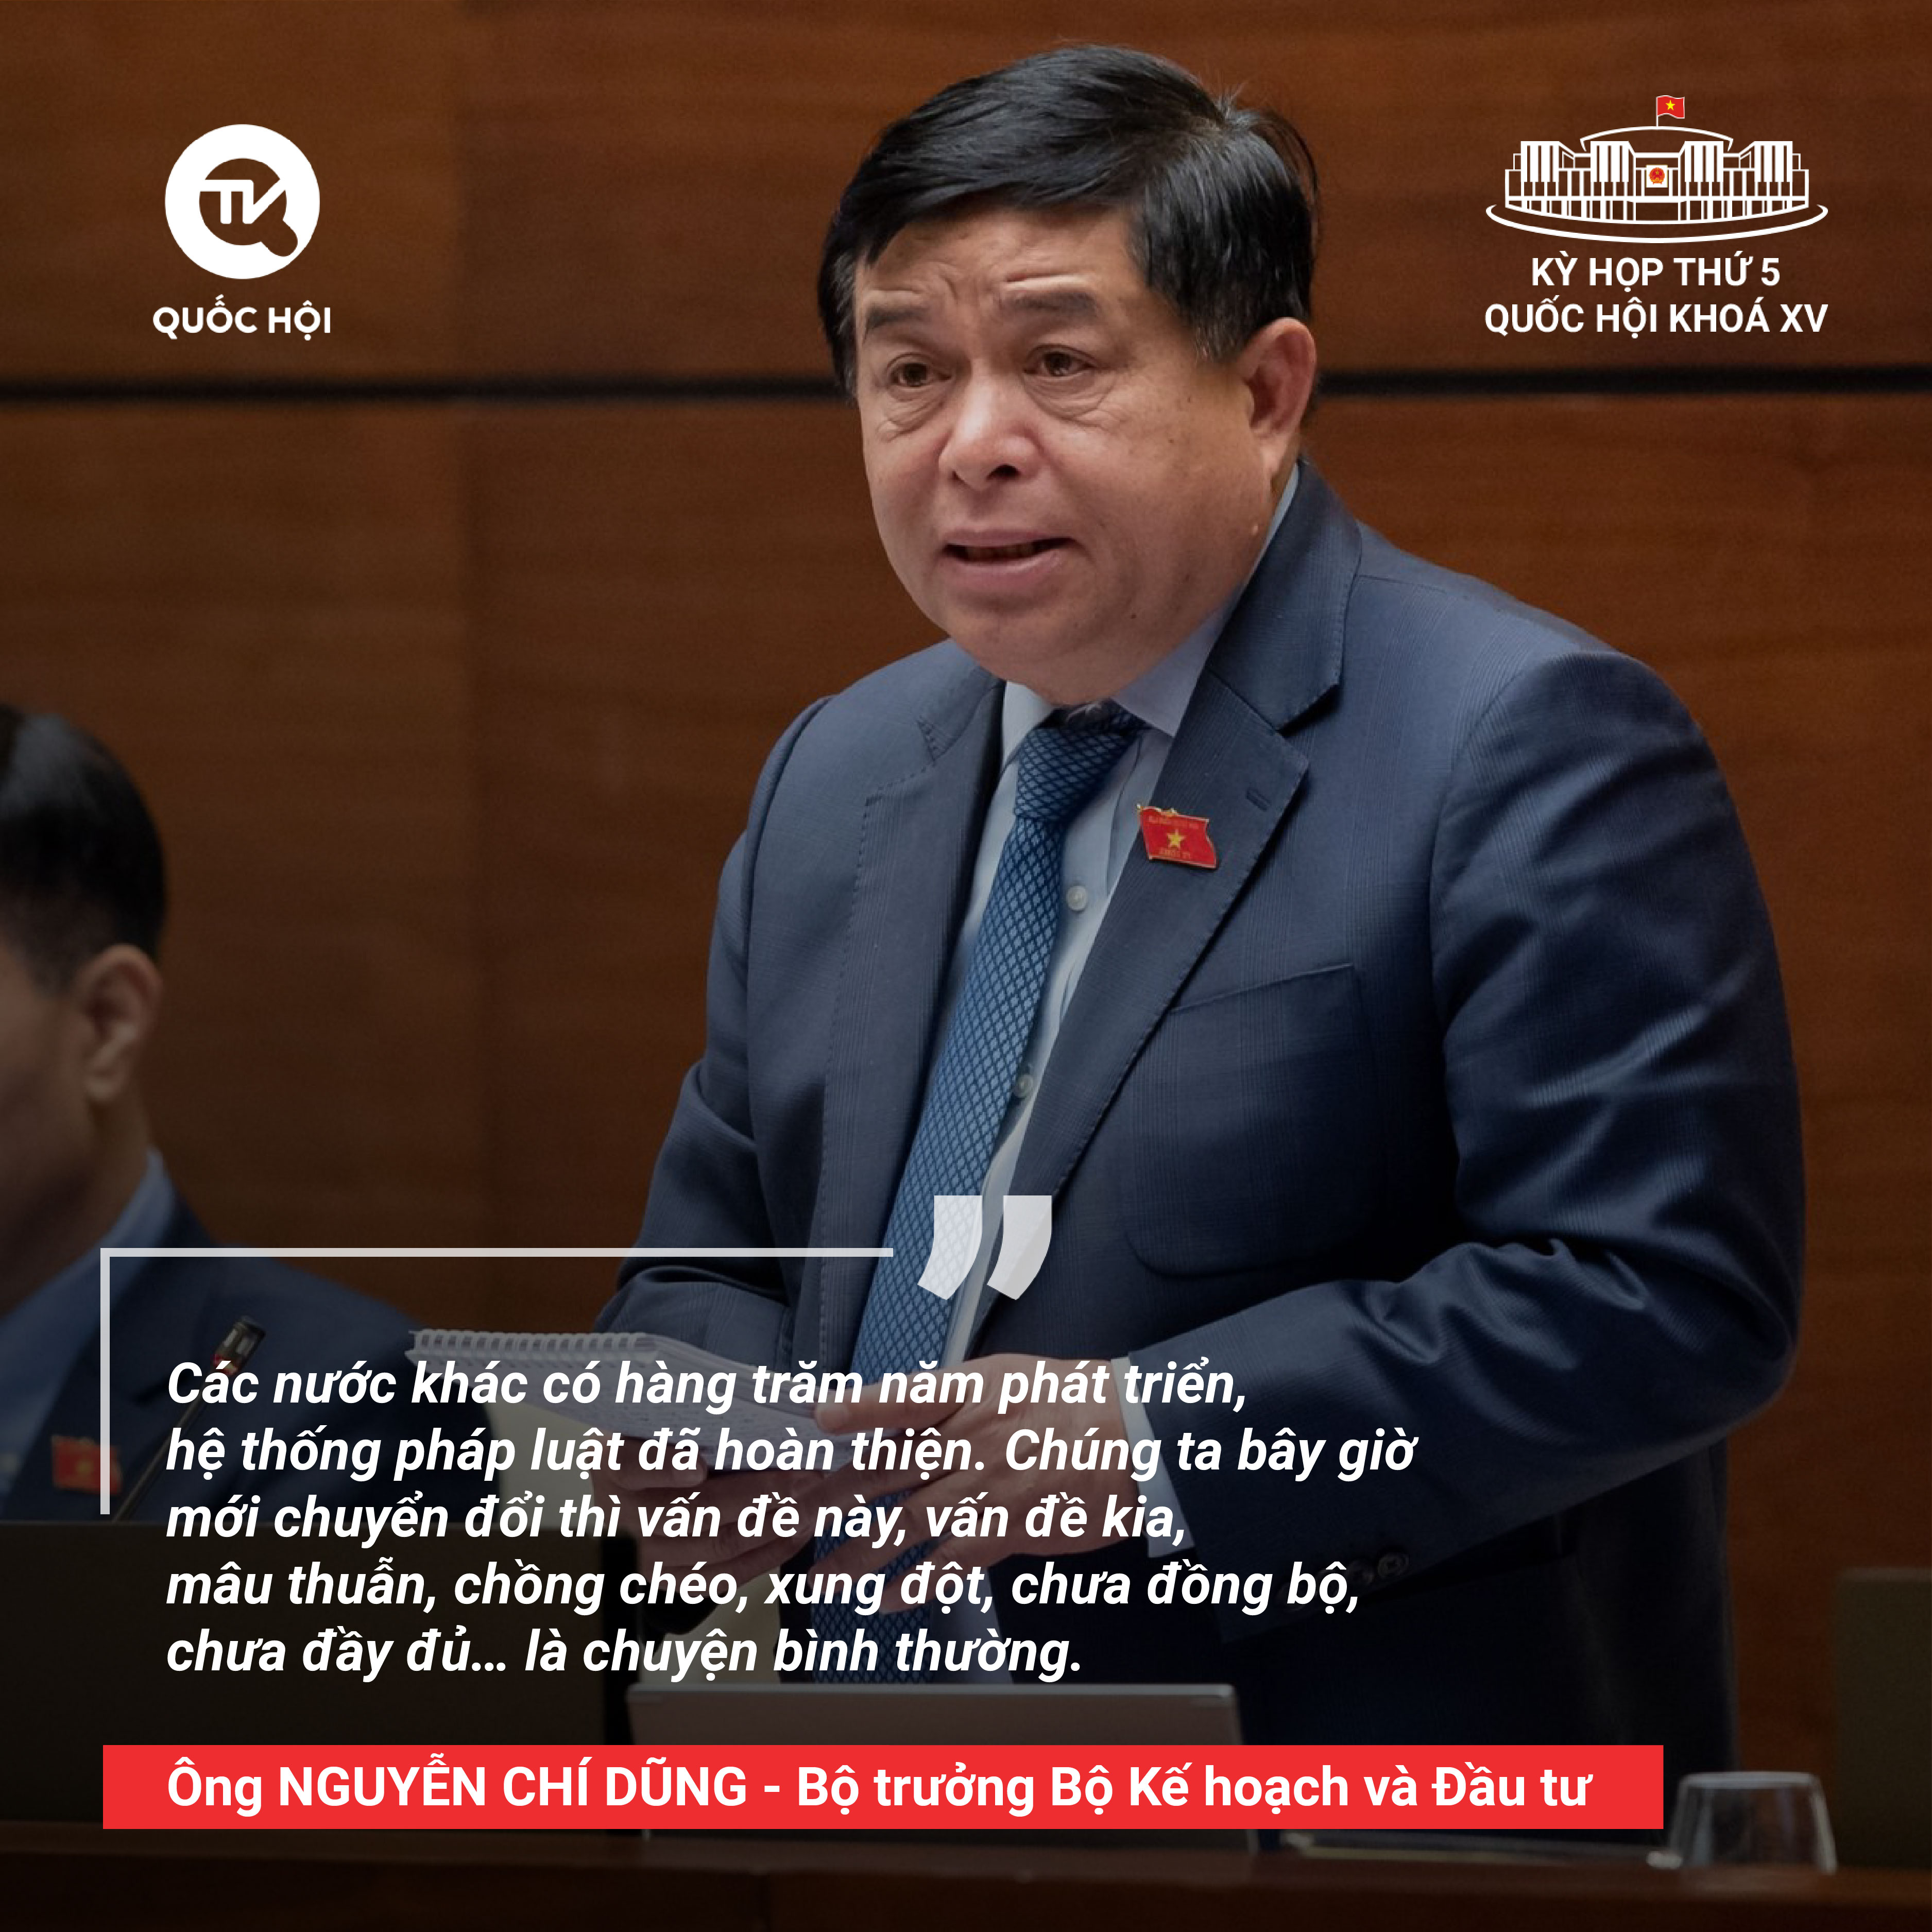 TV
QUỐC HỘI
KỲ HỌP THỨ 5
QUỐC HỘI KHOÁ XV
Các nước khác có hàng trăm năm phát triển,
hệ thống pháp luật đã hoàn thiện. Chúng ta bây giờ
mới chuyển đổi thì vấn đề này, vấn đề kia,
mâu thuẫn, chồng chéo, xung đột, chưa đồng bộ,
chưa đầy đủ... là chuyện bình thường.
Ông NGUYỄN CHÍ DŨNG - Bộ trưởng Bộ Kế hoạch và Đầu tư